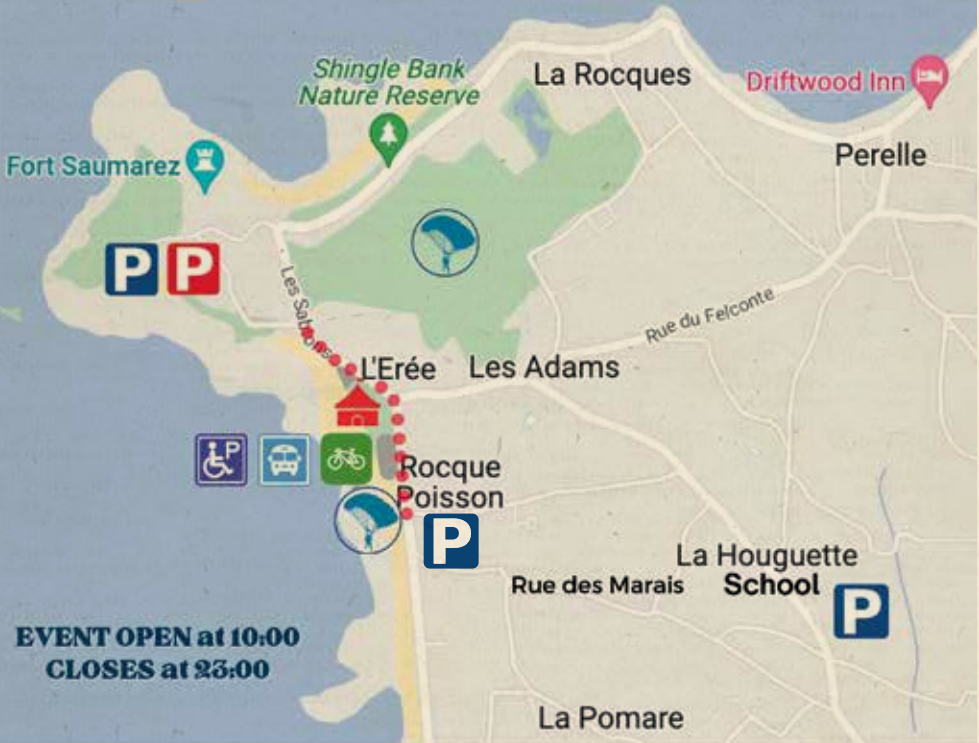 La Rocques
Shingle Bank
Nature Reserve
Driftwood Inn
Perelle
Fort Saumarez
P P
Les Sablons
Rue du Felconte
L'Erée
Les Adams
P
Rocque
Poisson
P
La Houguette
School
Rue des Marais
P
EVENT OPEN at 10:00
CLOSES at 23:00
La Pomare